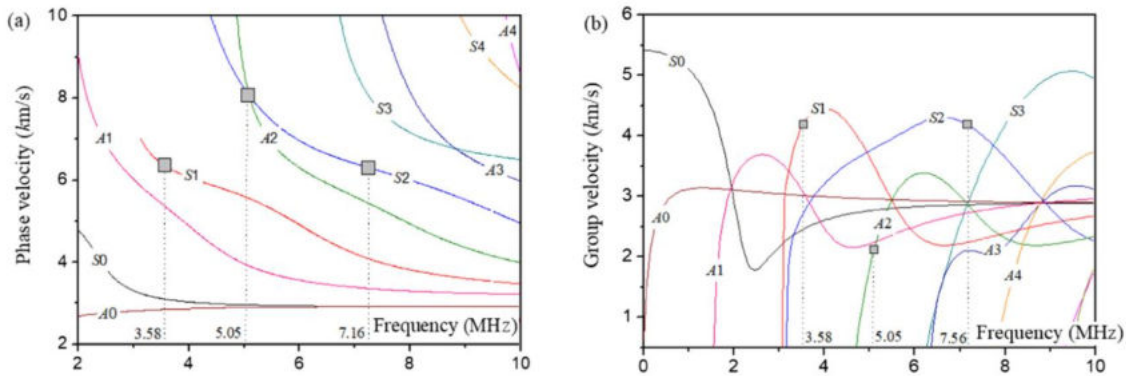 (a)
10
8
6
4
2
Phase velocity (km/s)
A1
S0
A0
S1
A2
S2
S3
A3
S4
A4
3.58
5.05
7.16
Frequency (MHz)
2
4
6
8
10
(b)
6
5
4
3
2
1
Group velocity (km/s)
S0
A0
A1
S1
A2
S2
S3
A3
A4
3.58
5.05
7.56
Frequency (MHz)
0
2
4
6
8
10